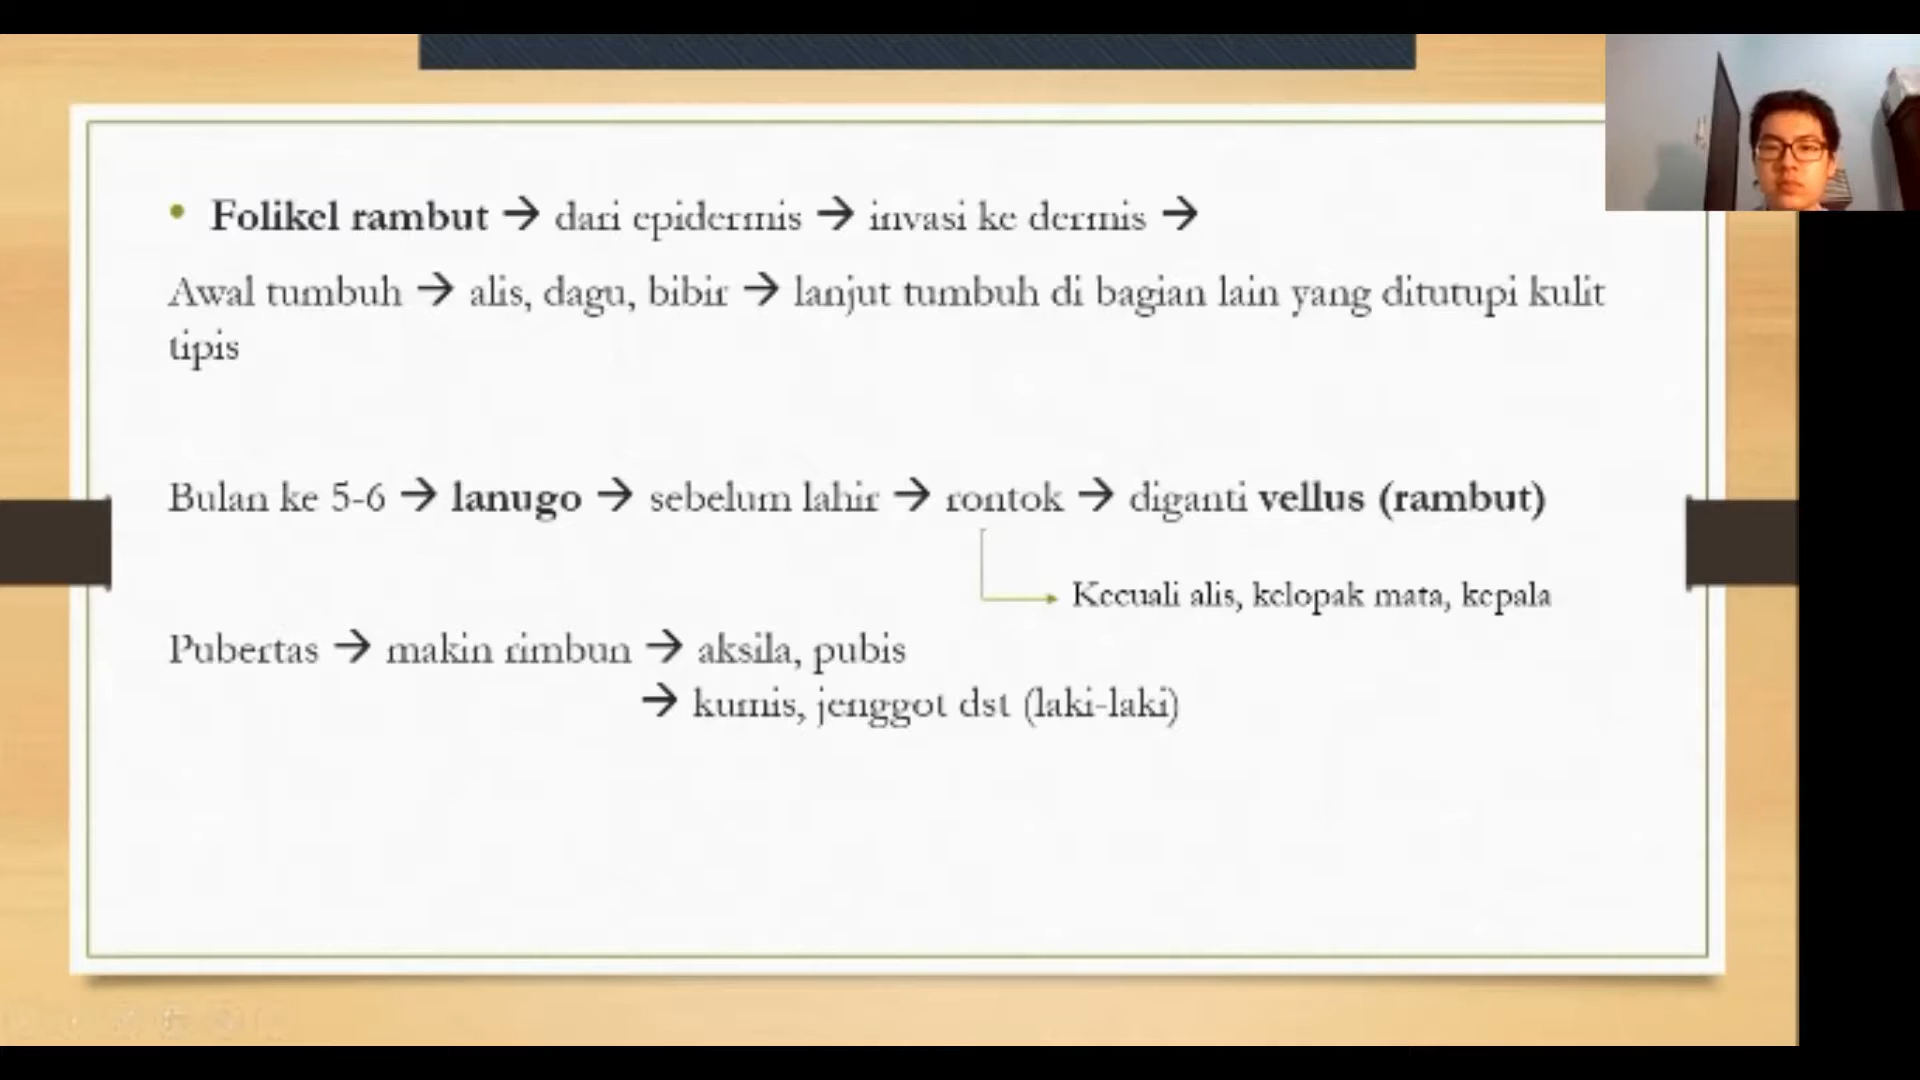 • Folikel rambut → dari epidermis → invasi ke dermis →
Awal tumbuh → alis, dagu, bibir → lanjut tumbuh di bagian lain yang ditutupi kulit
tipis
Bulan ke 5-6 → lanugo → sebelum lahir → rontok → diganti vellus (rambut)
Kecuali alis, kelopak mata, kepala
Pubertas → makin rimbun → aksila, pubis
→ kumis, jenggot dst (laki-laki)